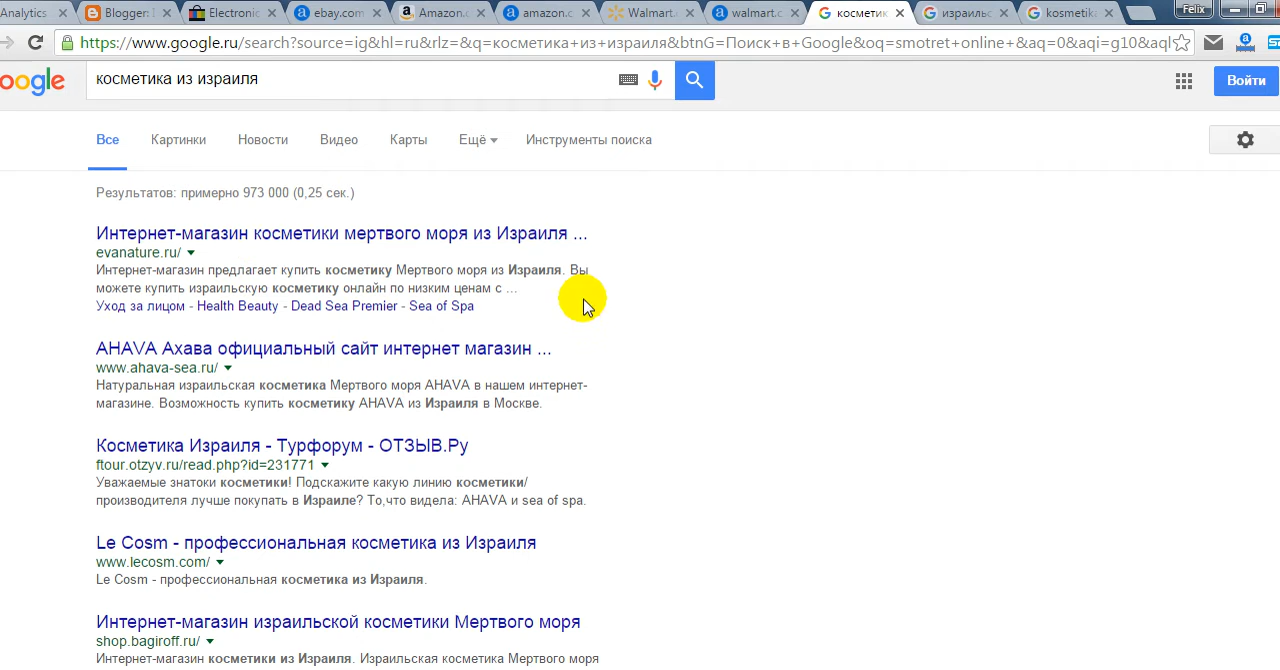 Analytics
Blogger:
Electronic
ebay.com
Amazon.c
amazon.c
Walmart.
walmart.c
косметик
израильс
kosmetika
Felix
https://www.google.ru/search?source=ig&hl=ru&rlz=&q=косметика+из+израиля&btnG=Поиск+в+Google&oq=smotret+online+&aq=0&aqi=g10&aql
oogle
косметика из израиля
Войти
Все Картинки Новости Видео Карты Ещё Инструменты поиска
Результатов: примерно 973 000 (0,25 сек.)
Интернет-магазин косметики мертвого моря из Израиля ...
evanature.ru/
Интернет-магазин предлагает купить косметику Мертвого моря из Израиля. Вы
можете купить израильскую косметику онлайн по низким ценам с ...
Уход за лицом - Health Beauty - Dead Sea Premier - Sea of Spa
AHAVA Ахава официальный сайт интернет магазин ...
www.ahava-sea.ru/
Натуральная израильская косметика Мертвого моря AHAVA в нашем интернет-
магазине. Возможность купить косметику AHAVA из Израиля в Москве.
Косметика Израиля - Турфорум - ОТЗЫВ.Ру
ftour.otzyv.ru/read.php?id=231771
Уважаемые знатоки косметики! Подскажите какую линию косметики/
производителя лучше покупать в Израиле? То,что видела: AHAVA и sea of spa.
Le Cosm - профессиональная косметика из Израиля
www.lecosm.com/
Le Cosm - профессиональная косметика из Израиля.
Интернет-магазин израильской косметики Мертвого моря
shop.bagiroff.ru/
Интернет-магазин косметики из Израиля. Израильская косметика Мертвого моря